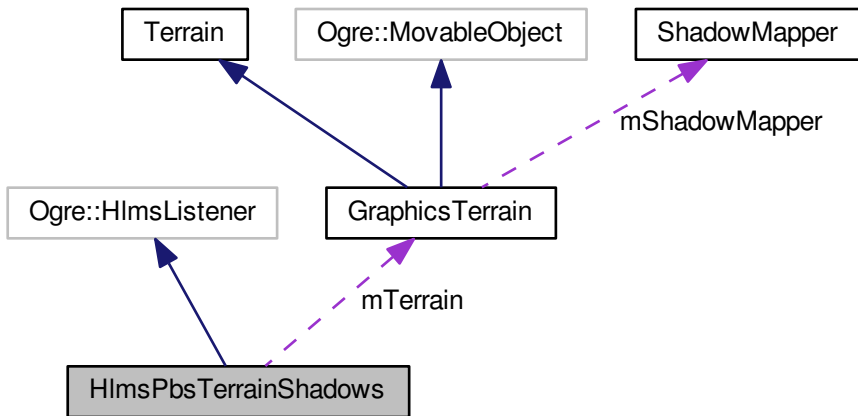 Terrain
Ogre::MovableObject
ShadowMapper
mShadowMapper
Ogre::HlmsListener
GraphicsTerrain
mTerrain
HlmsPbsTerrainShadows